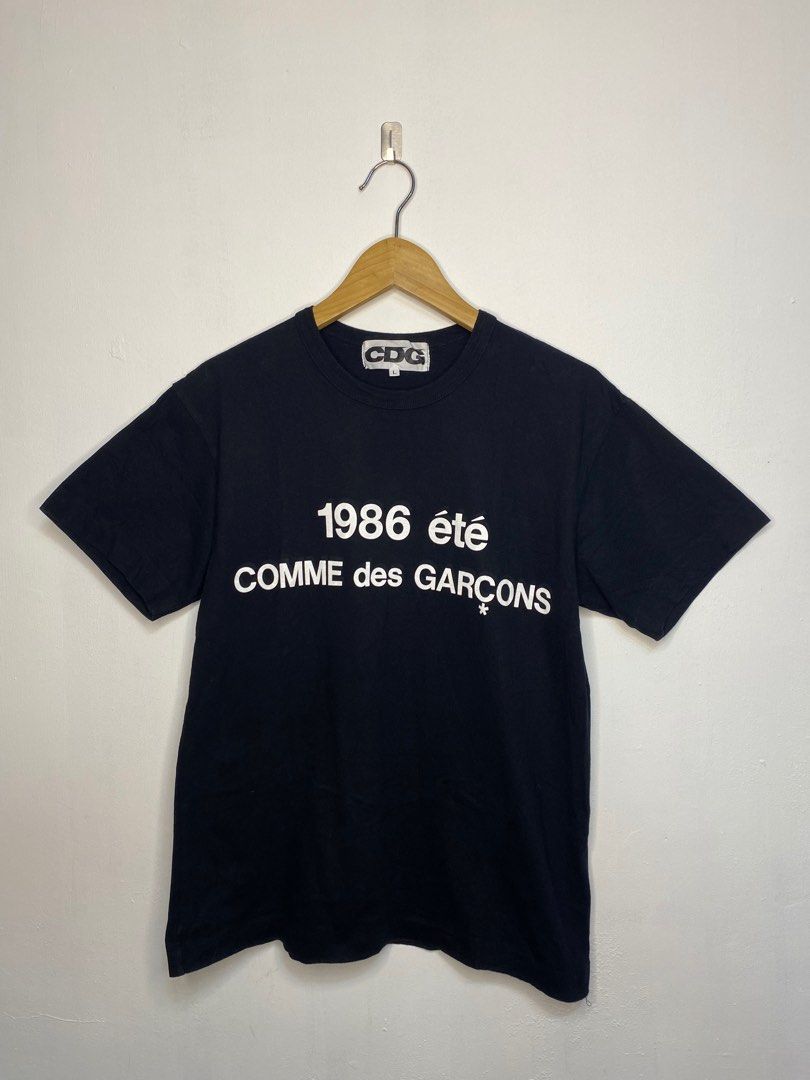 CDG
L
1986 été
COMME des GARÇONS
*